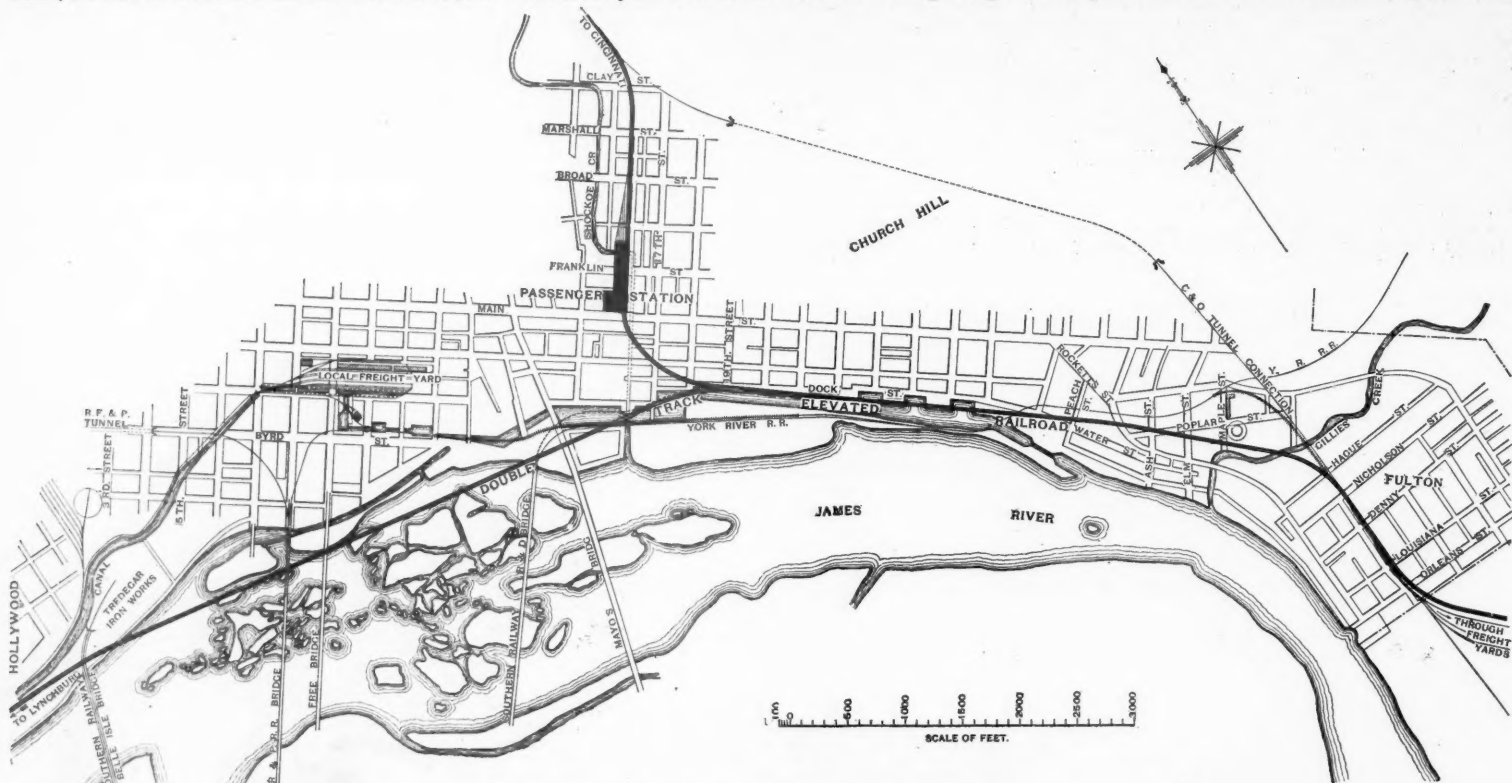 TO CINCINNATI
CLAY ST.
MARSHALL ST.
ST.
BROAD ST.
SHOCKOE CR
17TH
FRANKLIN ST
PASSENGER STATION
MAIN ST.
CHURCH HILL
19TH. STREET
C & O TUNNEL CONNECTION
Y. R. R.R.
LOCAL FREIGHT YARD
DOCK ST.
ROCKETTS ST.
PEACH ST.
MAPLE ST.
POPLAR ST.
GILLIES CREEK
R.F. & P. TUNNEL
BYRD ST.
3RD. STREET
5TH. STREET
DOUBLE TRACK ELEVATED RAILROAD
YORK RIVER R.R.
WATER ST
ASH ST.
ELM ST.
HAGUE ST.
NICHOLSON ST.
FULTON
DENNY ST.
LOUISIANA ST.
ORLEANS ST.
JAMES RIVER
HOLLYWOOD
CANAL
TREDEGAR
IRON WORKS
TO LYNCHBURG
SOUTHERN RAILWAY
BELLE ISLE BRIDGE
R & P. R.R. BRIDGE
FREE BRIDGE
SOUTHERN RAILWAY R & D BRIDGE
MAYOS BRIDG
THROUGH
FREIGHT
YARDS
100 0 500 1000 1500 2000 2500 3000
SCALE OF FEET.